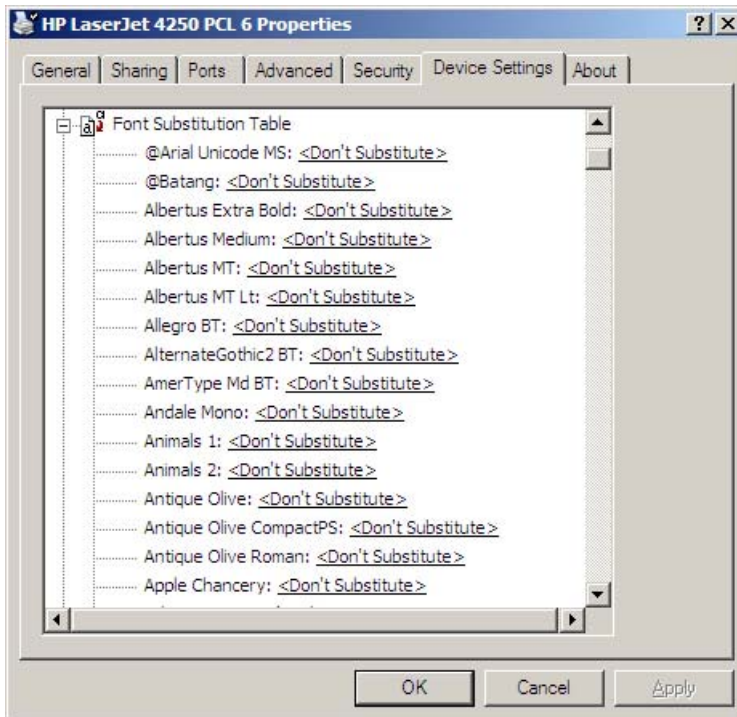 HP LaserJet 4250 PCL 6 Properties
General Sharing Ports Advanced Security Device Settings About
Font Substitution Table
@Arial Unicode MS: <Don't Substitute>
@Batang: <Don't Substitute>
Albertus Extra Bold: <Don't Substitute>
Albertus Medium: <Don't Substitute>
Albertus MT: <Don't Substitute>
Albertus MT Lt: <Don't Substitute>
Allegro BT: <Don't Substitute>
AlternateGothic2 BT: <Don't Substitute>
AmerType Md BT: <Don't Substitute>
Andale Mono: <Don't Substitute>
Animals 1: <Don't Substitute>
Animals 2: <Don't Substitute>
Antique Olive: <Don't Substitute>
Antique Olive CompactPS: <Don't Substitute>
Antique Olive Roman: <Don't Substitute>
Apple Chancery: <Don't Substitute>
OK Cancel Apply